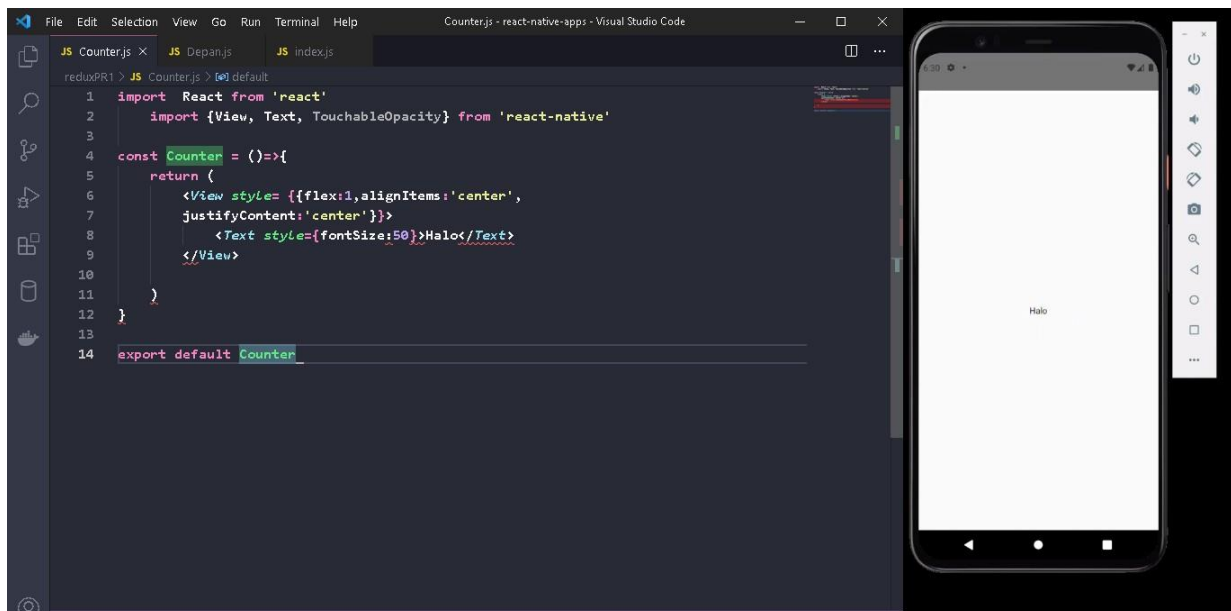 File Edit Selection View Go Run Terminal Help Counter.js - react-native-apps - Visual Studio Code
JS Counter.js JS Depan.js JS index.js
reduxPR1 > JS Counter.js > default
1 import  React from 'react'
2     import {View, Text, TouchableOpacity} from 'react-native'
3
4 const Counter = ()=>{
5     return (
6         <View style= {{flex:1,alignItems:'center',
7         justifyContent:'center'}}>
8             <Text style={fontSize:50}>Halo</Text>
9         </View>
10
11     )
12 }
13
14 export default Counter
6:30
Halo